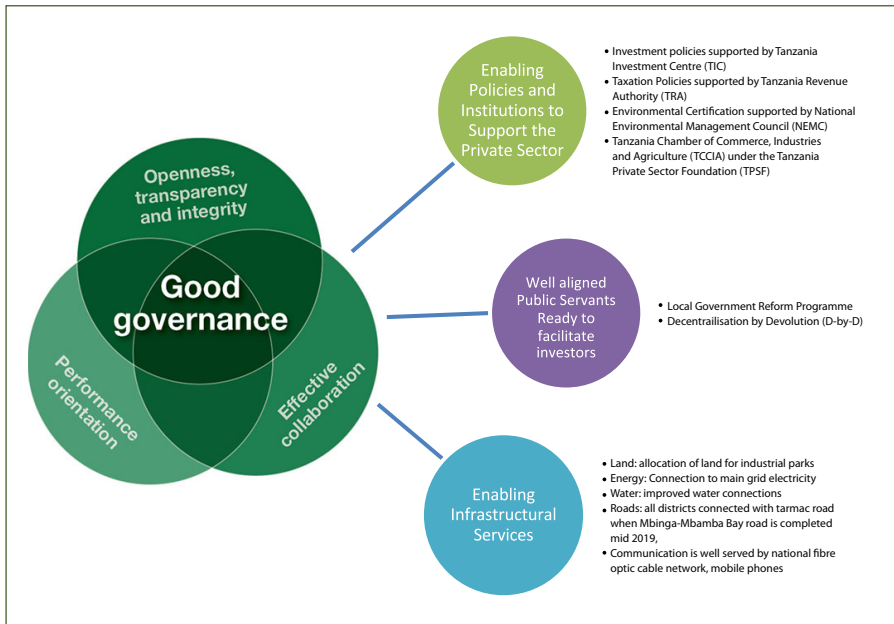 Openness,
transparency
and integrity
Good
governance
Performance
orientation
Effective
collaboration
Enabling
Policies and
Institutions to
Support the
Private Sector
• Investment policies supported by Tanzania
Investment Centre (TIC)
• Taxation Policies supported by Tanzania Revenue
Authority (TRA)
• Environmental Certification supported by National
Environmental Management Council (NEMC)
• Tanzania Chamber of Commerce, Industries
and Agriculture (TCCIA) under the Tanzania
Private Sector Foundation (TPSF)
Well aligned
Public Servants
Ready to
facilitate
investors
• Local Government Reform Programme
• Decentrailisation by Devolution (D-by-D)
Enabling
Infrastructural
Services
• Land: allocation of land for industrial parks
• Energy: Connection to main grid electricity
• Water: improved water connections
• Roads: all districts connected with tarmac road
when Mbinga-Mbamba Bay road is completed
mid 2019,
• Communication is well served by national fibre
optic cable network, mobile phones